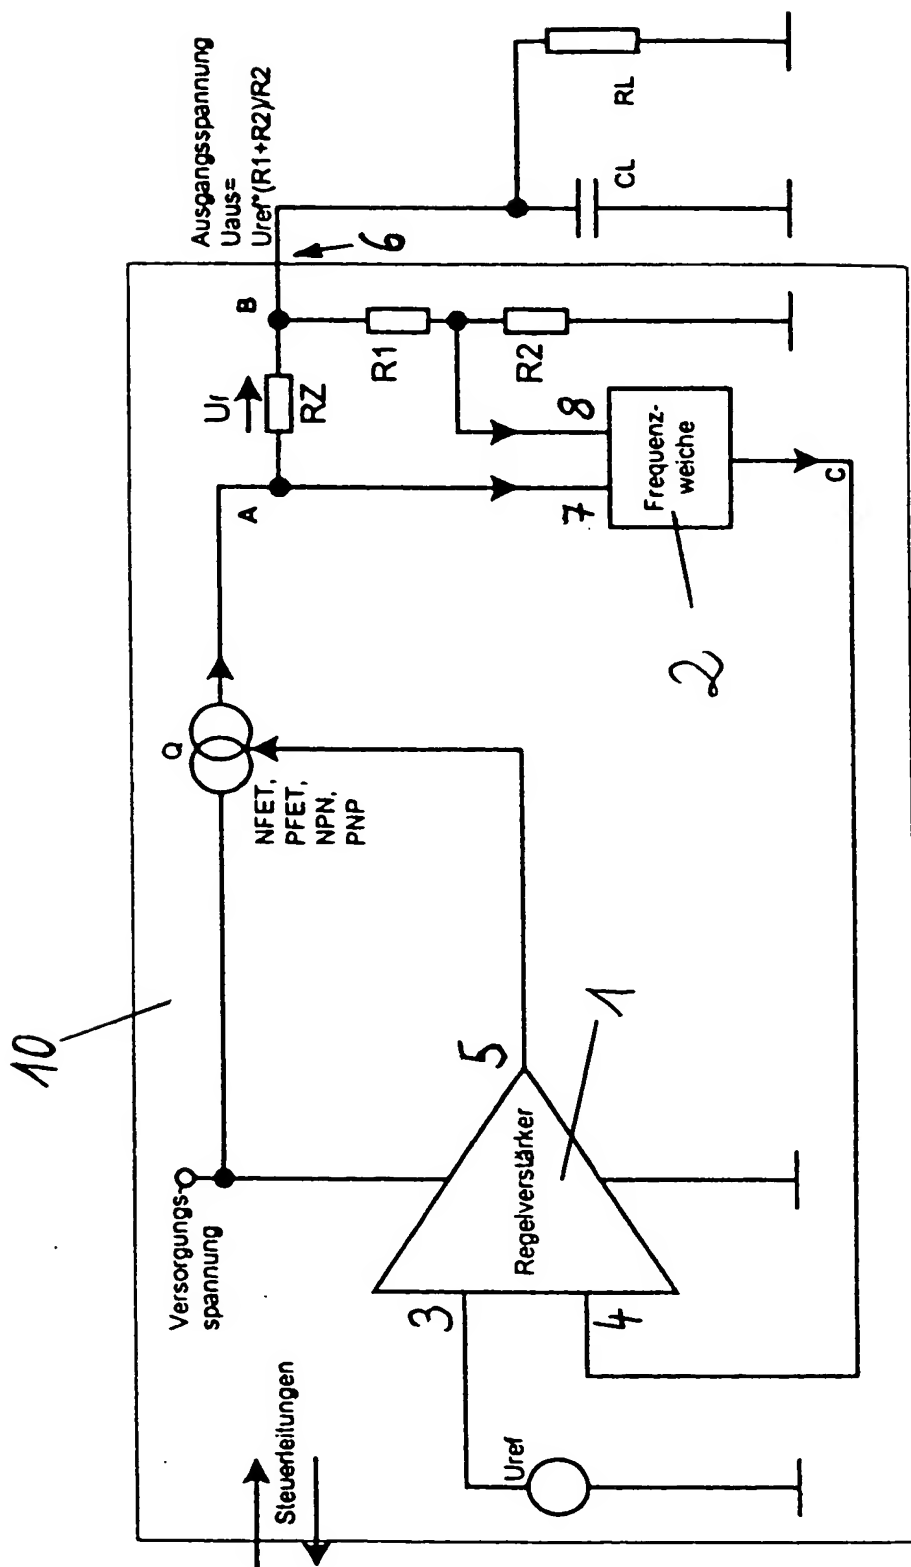 10
Steuerleitungen
Versorgungs-
spannung
Uref
3
4
Regelverstärker
5
1
Q
NFET,
PFET,
NPN,
PNP
A
Ur
RZ
B
Ausgangsspannung
Uaus=
Uref*(R1+R2)/R2
6
R1
R2
7
8
Frequenz-
weiche
2
C
CL
RL